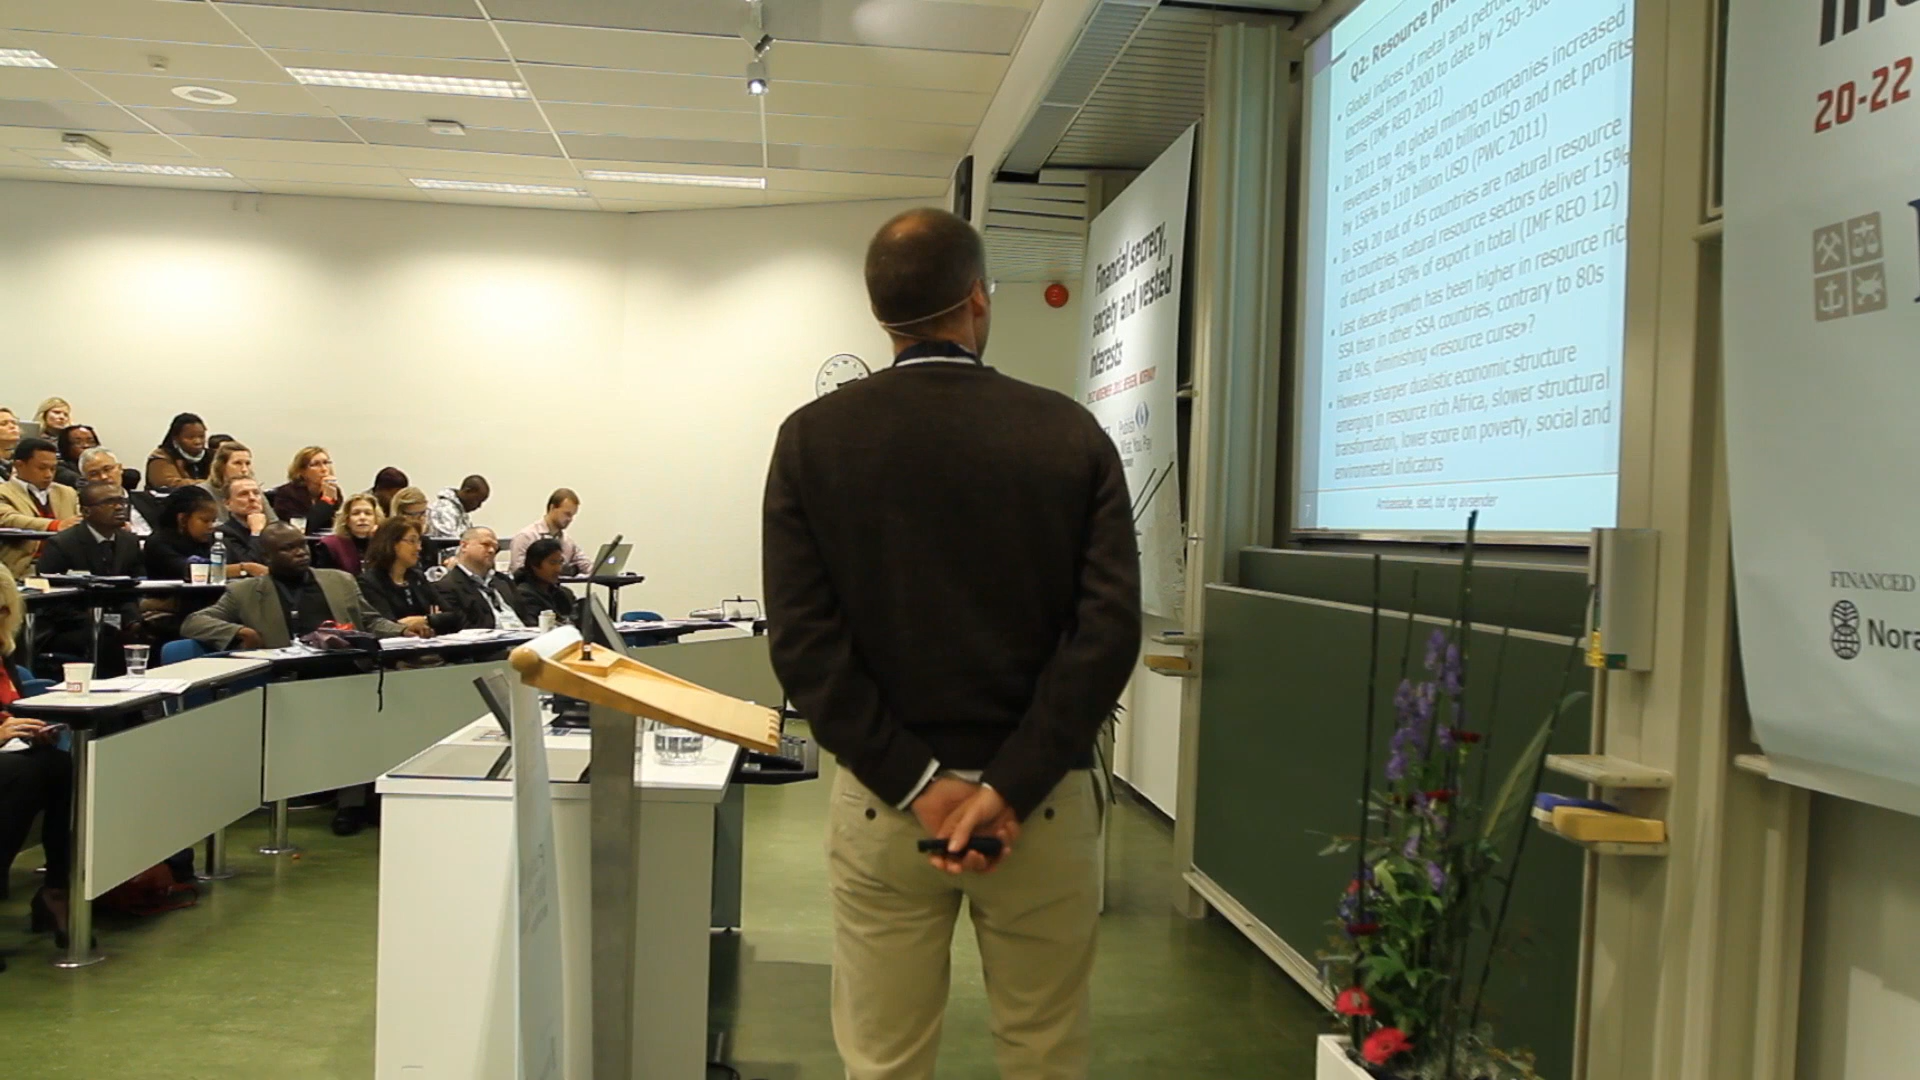 Financial secrecy,
society and vested
interests
Publish
What You Pay
Q2: Resource
Global indices of metal and
increased from 2000 to date by
terms (IMF REO 2012)
In 2011 top 40 global mining companies increased
revenues by 32% to 400 billion USD and net profits
by 156% to 110 billion USD (PWC 2011)
In SSA 20 out of 45 countries are natural resource
rich countries, natural resource sectors deliver 15%
of output and 50% of export in total (IMF REO 12)
Last decade growth has been higher in resource ric
SSA than in other SSA countries, contrary to 80s
and 90s, diminishing «resource curse»?
However sharper dualistic economic structure
emerging in resource rich Africa, slower structural
transformation, lower score on poverty, social and
environmental indicators
7
Ambassade, sted, tid og avsender
20-22
FINANCED
Nora